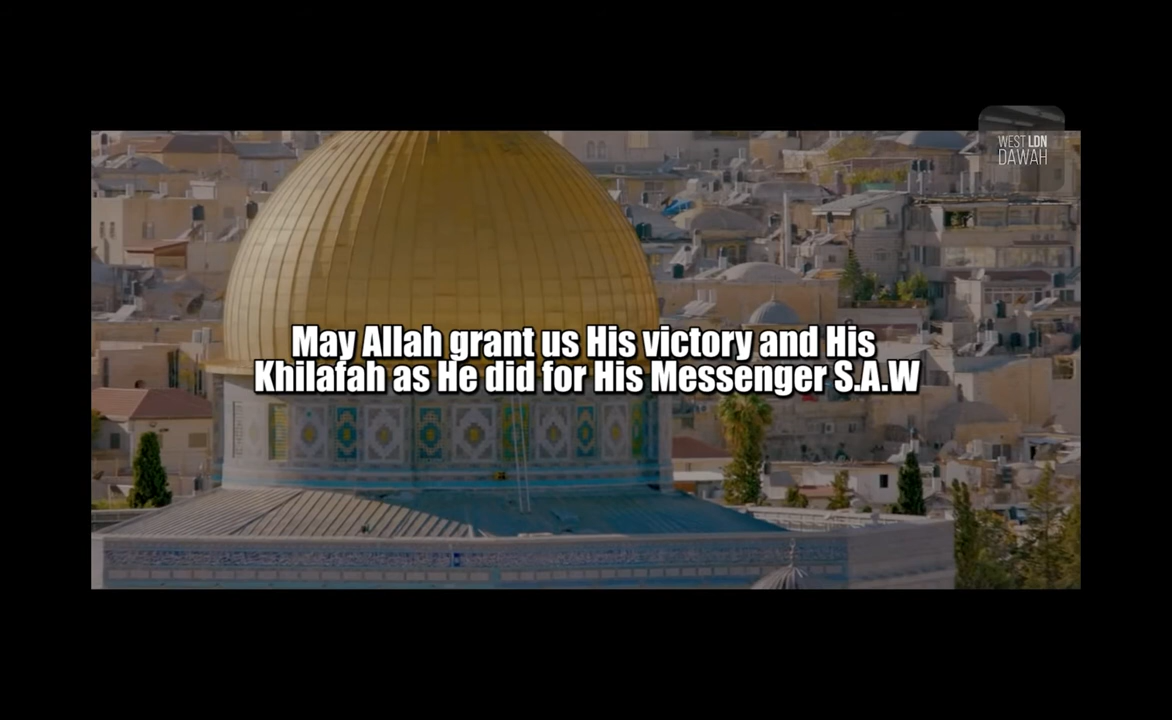 WEST LDN
DAWAH
May Allah grant us His victory and His
Khilafah as He did for His Messenger S.A.W